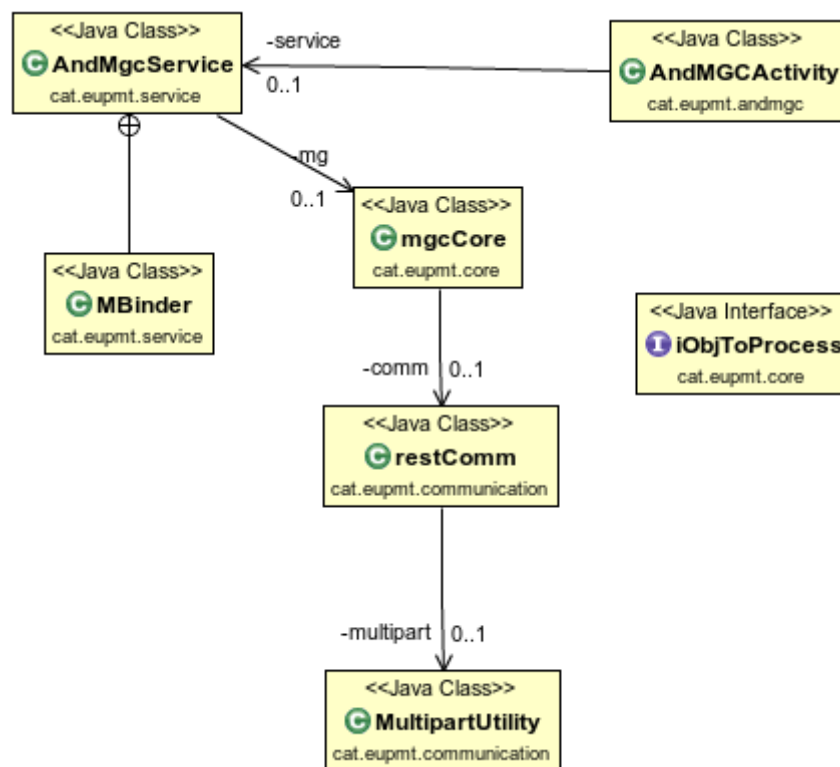 <<Java Class>>
AndMgcService
cat.eupmt.service
-service
0..1
<<Java Class>>
AndMGCActivity
cat.eupmt.andmgc
-mg
0..1
<<Java Class>>
mgcCore
cat.eupmt.core
<<Java Class>>
MBinder
cat.eupmt.service
<<Java Interface>>
iObjToProcess
cat.eupmt.core
-comm 0..1
<<Java Class>>
restComm
cat.eupmt.communication
-multipart 0..1
<<Java Class>>
MultipartUtility
cat.eupmt.communication